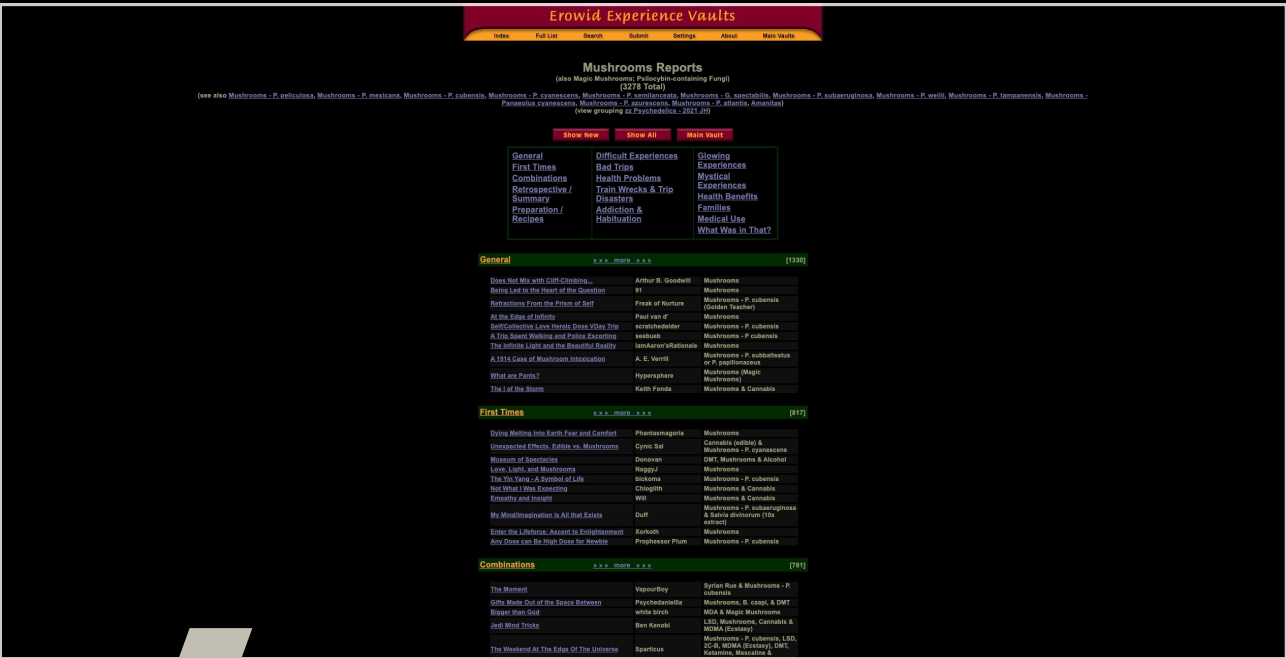 Erowid Experience Vaults
Index Full List Search Submit Settings About Main Vaults
Mushrooms Reports
(also Magic Mushrooms; Psilocybin-containing Fungi)
(3278 Total)
(see also Mushrooms - P. peliculosa, Mushrooms - P. mexicana, Mushrooms - P. cubensis, Mushrooms - P. cyanescens, Mushrooms - P. semilanceata, Mushrooms - G. spectabilis, Mushrooms - P. subaeruginosa, Mushrooms - P. weilii, Mushrooms - P. tampanensis, Mushrooms -
Panaeolus cyanescens, Mushrooms - P. azurescens, Mushrooms - P. atlantis, Amanitas)
(view grouping zz Psychedelics - 2021 JH)
Show New Show All Main Vault
General
First Times
Combinations
Retrospective /
Summary
Preparation /
Recipes
Difficult Experiences
Bad Trips
Health Problems
Train Wrecks & Trip
Disasters
Addiction &
Habituation
Glowing
Experiences
Mystical
Experiences
Health Benefits
Families
Medical Use
What Was in That?
General » » » more » » » [1330]
Does Not Mix with Cliff-Climbing... Arthur B. Goodwill Mushrooms
Being Led to the Heart of the Question 91 Mushrooms
Refractions From the Prism of Self Freak of Nurture Mushrooms - P. cubensis
(Golden Teacher)
At the Edge of Infinity Paul van d' Mushrooms
Self/Collective Love Heroic Dose VDay Trip scratchedelder Mushrooms - P. cubensis
A Trip Spent Walking and Police Escorting seebueb Mushrooms - P cubensis
The Infinite Light and the Beautiful Reality IamAaron'sRationale Mushrooms
A 1914 Case of Mushroom Intoxication A. E. Verrill Mushrooms - P. subbalteatus
or P. papilionaceus
What are Pants? Hypersphere Mushrooms (Magic
Mushrooms)
The I of the Storm Keith Fonda Mushrooms & Cannabis
First Times » » » more » » » [817]
Dying Melting Into Earth Fear and Comfort Phantasmagoria Mushrooms
Unexpected Effects, Edible vs. Mushrooms Cynic Sal Cannabis (edible) &
Mushrooms - P. cyanescens
Museum of Spectacles Donovan DMT, Mushrooms & Alcohol
Love, Light, and Mushrooms NaggyJ Mushrooms
The Yin Yang - A Symbol of Life bickoma Mushrooms - P. cubensis
Not What I Was Expecting Chloglith Mushrooms & Cannabis
Empathy and Insight Will Mushrooms & Cannabis
My Mind/Imagination is All that Exists Duff Mushrooms - P. subaeruginosa
& Salvia divinorum (10x
extract)
Enter the Lifeforce: Ascent to Enlightenment Xorkoth Mushrooms
Any Dose can Be High Dose for Newbie Prophessor Plum Mushrooms - P. cubensis
Combinations » » » more » » » [781]
The Moment VapourBoy Syrian Rue & Mushrooms - P.
cubensis
Gifts Made Out of the Space Between Psychedaniellia Mushrooms, B. caapi, & DMT
Bigger than God white birch MDA & Magic Mushrooms
Jedi Mind Tricks Ben Kenobi LSD, Mushrooms, Cannabis &
MDMA (Ecstasy)
The Weekend At The Edge Of The Universe Sparticus Mushrooms - P. cubensis, LSD,
2C-B, MDMA (Ecstasy), DMT,
Ketamine, Mescaline &